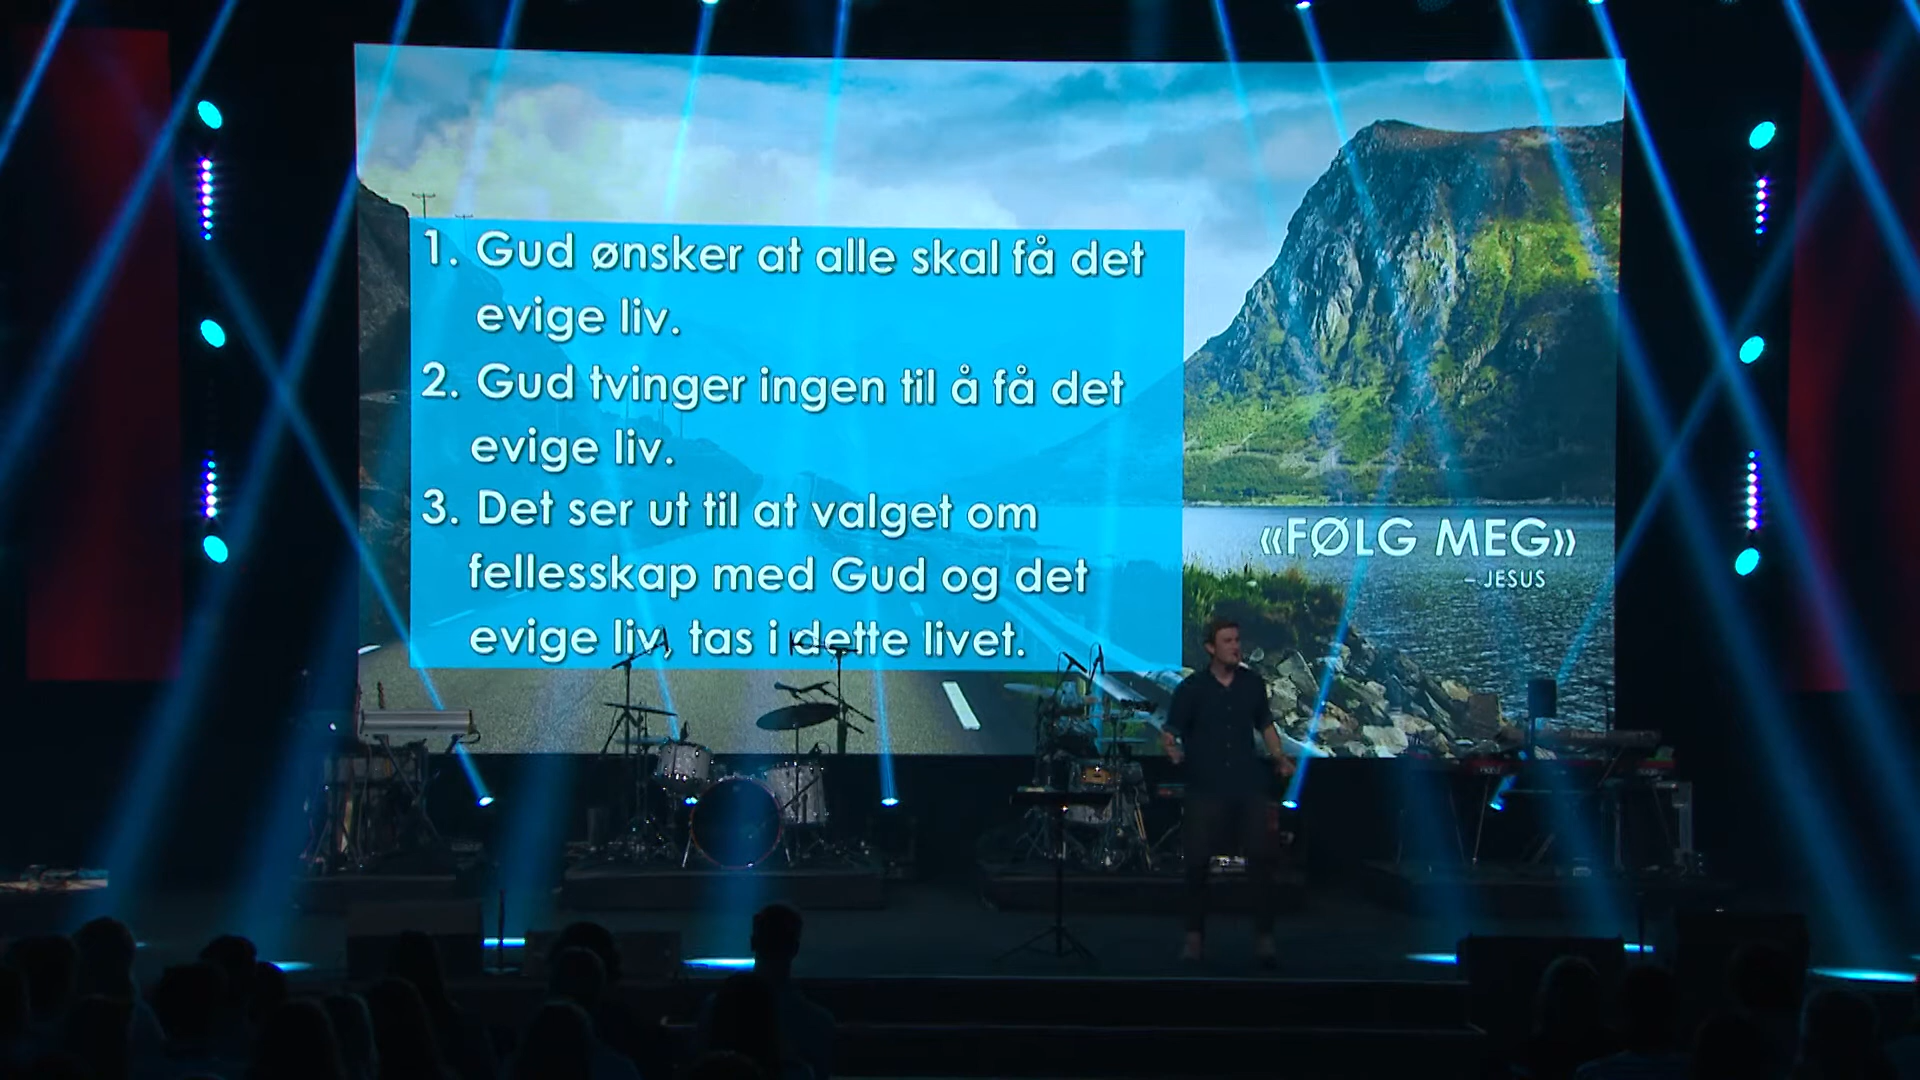 1. Gud ønsker at alle skal få det
evige liv.
2. Gud tvinger ingen til å få det
evige liv.
3. Det ser ut til at valget om
fellesskap med Gud og det
evige liv, tas i dette livet.
«FØLG MEG»
– JESUS